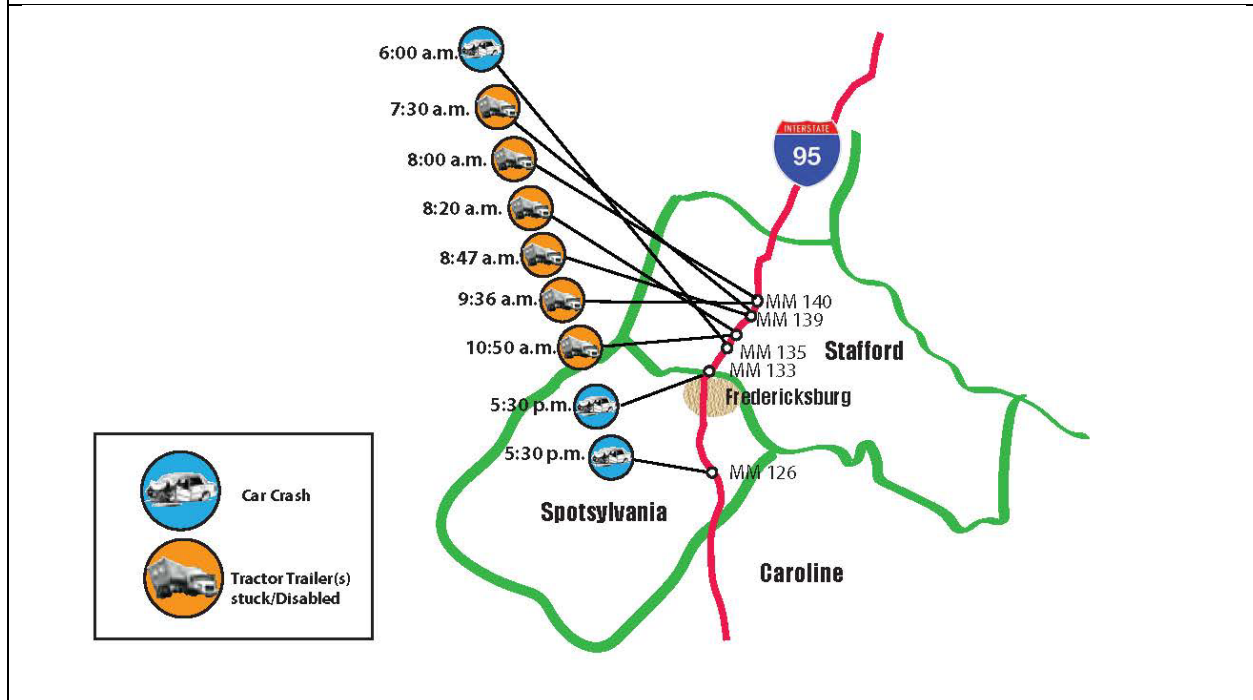 6:00 a.m.
7:30 a.m.
8:00 a.m.
8:20 a.m.
8:47 a.m.
9:36 a.m.
10:50 a.m.
5:30 p.m.
5:30 p.m.
INTERSTATE
95
MM 140
MM 139
MM 135
MM 133
Stafford
Fredericksburg
MM 126
Spotsylvania
Caroline
Car Crash
Tractor Trailer(s)
stuck/Disabled